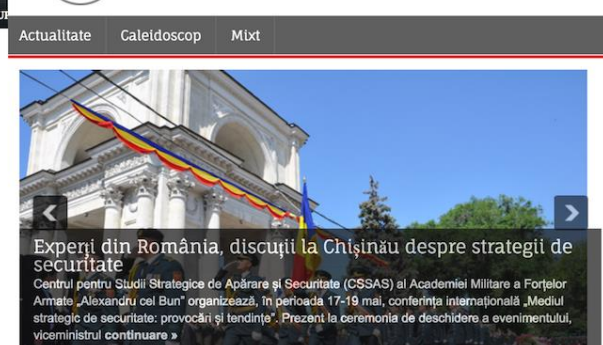 Actualitate Caleidoscop Mixt
Experți din România, discuții la Chișinău despre strategii de
securitate
Centrul pentru Studii Strategice de Apărare și Securitate (CSSAS) al Academiei Militare a Forțelor
Armate „Alexandru cel Bun” organizează, în perioada 17-19 mai, conferința internațională „Mediul
strategic de securitate: provocări și tendințe”. Prezent la ceremonia de deschidere a evenimentului,
viceministrul continuare »